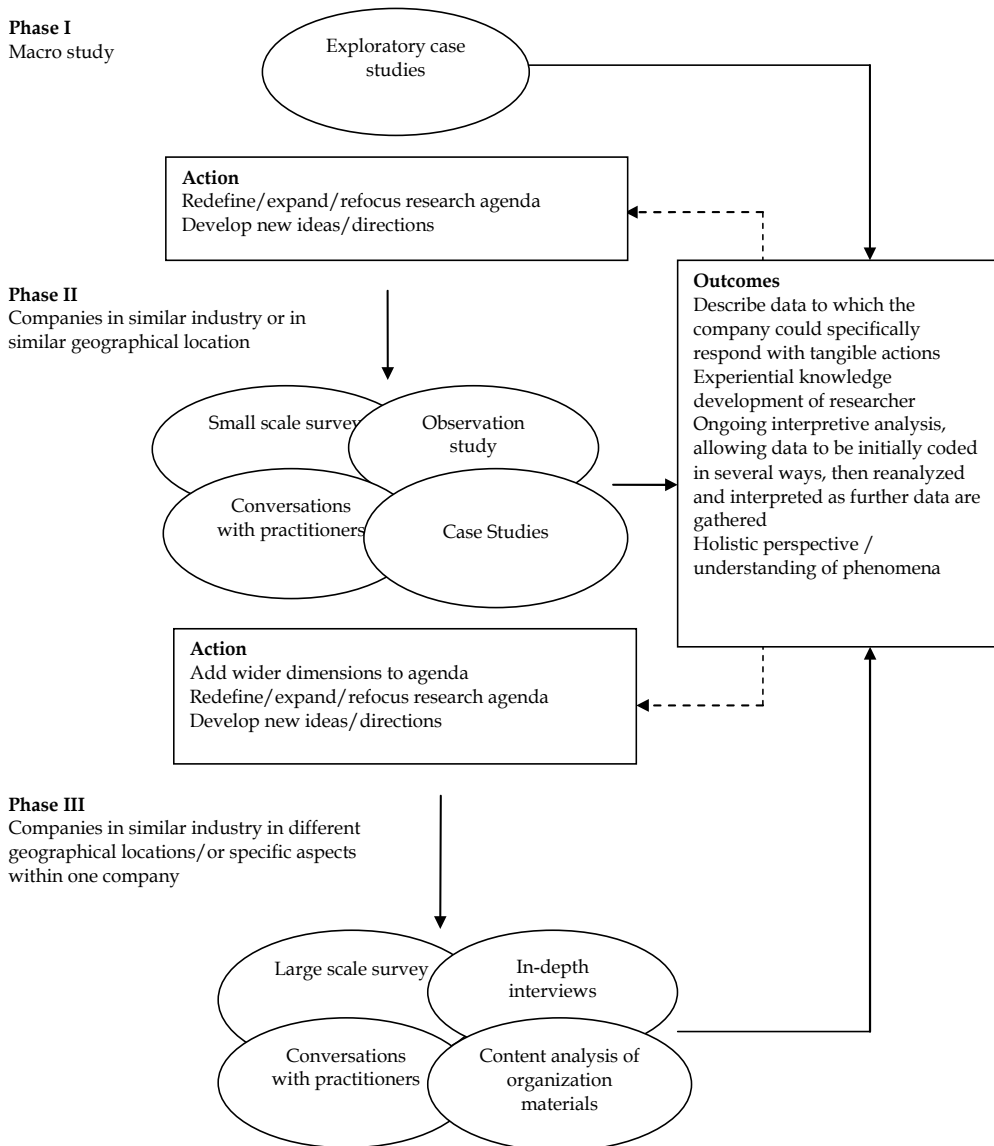 Phase I
Macro study
Exploratory case
studies
Action
Redefine/expand/refocus research agenda
Develop new ideas/directions
Outcomes
Describe data to which the
company could specifically
respond with tangible actions
Experiential knowledge
development of researcher
Ongoing interpretive analysis,
allowing data to be initially coded
in several ways, then reanalyzed
and interpreted as further data are
gathered
Holistic perspective /
understanding of phenomena
Phase II
Companies in similar industry or in
similar geographical location
Small scale survey
Observation
study
Conversations
with practitioners
Case Studies
Action
Add wider dimensions to agenda
Redefine/expand/refocus research agenda
Develop new ideas/directions
Phase III
Companies in similar industry in different
geographical locations/or specific aspects
within one company
Large scale survey
In-depth
interviews
Conversations
with practitioners
Content analysis of
organization
materials